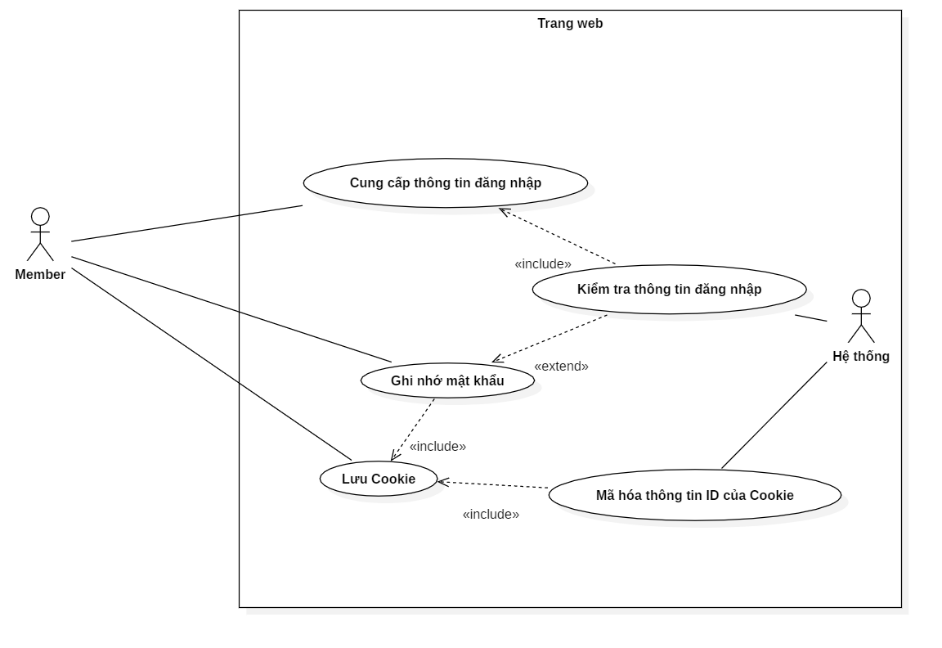 Trang web
Cung cấp thông tin đăng nhập
Member
«include»
Kiểm tra thông tin đăng nhập
Hệ thống
«extend»
Ghi nhớ mật khẩu
«include»
Lưu Cookie
Mã hóa thông tin ID của Cookie
«include»